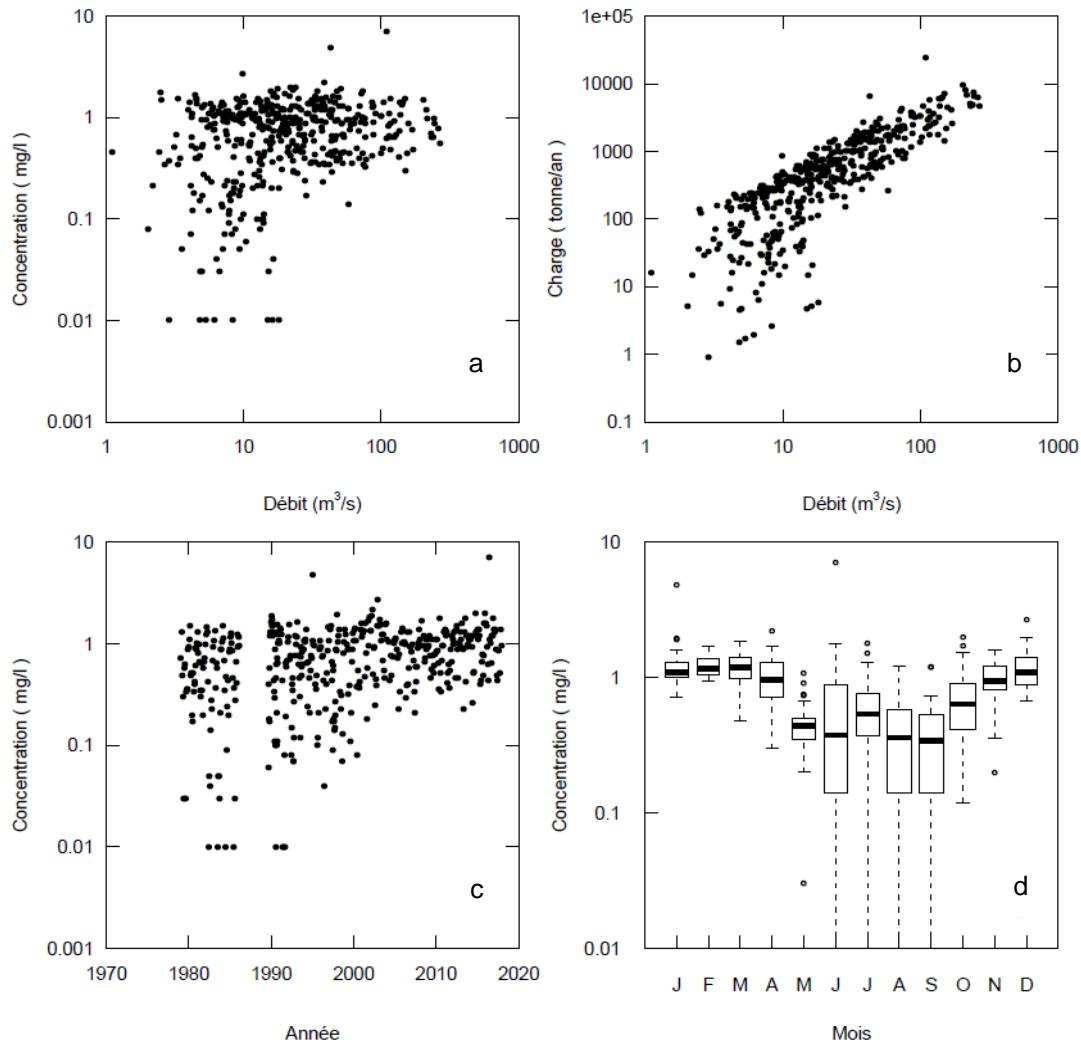 10
1
0.1
0.01
0.001
Concentration ( mg/l )
1 10 100 1000
Débit (m³/s)
a
1e+05
10000
1000
100
10
1
0.1
Charge ( tonne/an )
1 10 100 1000
Débit (m³/s)
b
10
1
0.1
0.01
0.001
Concentration ( mg/l )
1970 1980 1990 2000 2010 2020
Année
c
10
1
0.1
0.01
Concentration ( mg/l )
J F M A M J J A S O N D
Mois
d